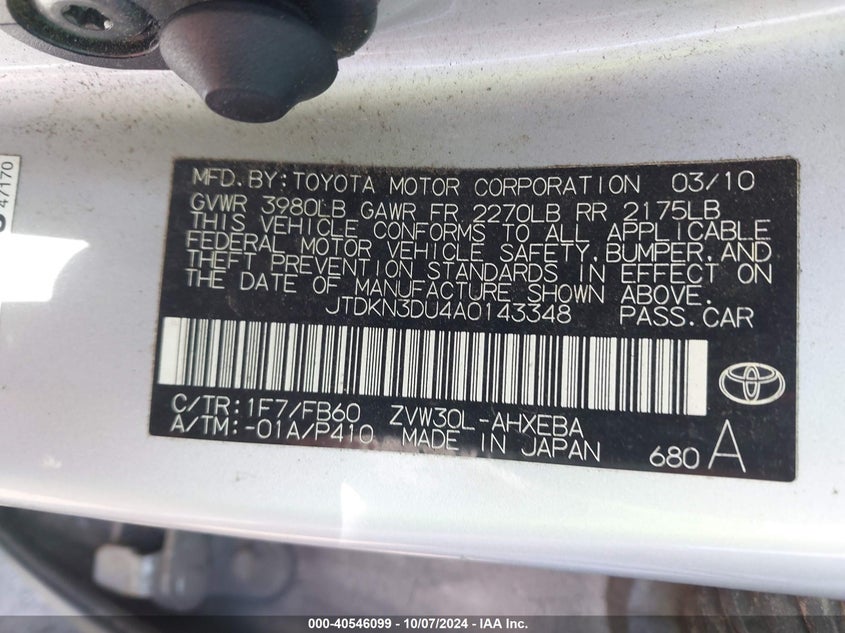 47170
MFD.BY:TOYOTA MOTOR CORPORATION 03/10
GVWR 3980LB GAWR FR 2270LB RR 2175LB
THIS VEHICLE CONFORMS TO ALL APPLICABLE
FEDERAL MOTOR VEHICLE SAFETY,BUMPER,AND
THEFT PREVENTION STANDARDS IN EFFECT ON
THE DATE OF MANUFACTURE SHOWN ABOVE.
JTDKN3DU4A0143348 PASS.CAR
C/TR:1F7/FB60 ZVW30L-AHXEBA
A/TM:-01A/P410 MADE IN JAPAN 680 A
000-40546099 - 10/07/2024 - IAA Inc.